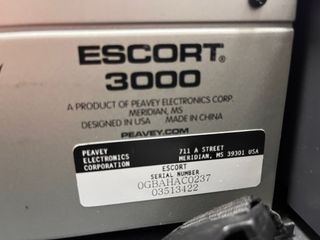 ESCORT®
3000
A PRODUCT OF PEAVEY ELECTRONICS CORP.
MERIDIAN, MS
DESIGNED IN USA MADE IN CHINA
PEAVEY.COM
PEAVEY
ELECTRONICS
CORPORATION
711 A STREET
MERIDIAN, MS 39301 USA
ESCORT
SERIAL NUMBER
0GBAHAC0237
03513422